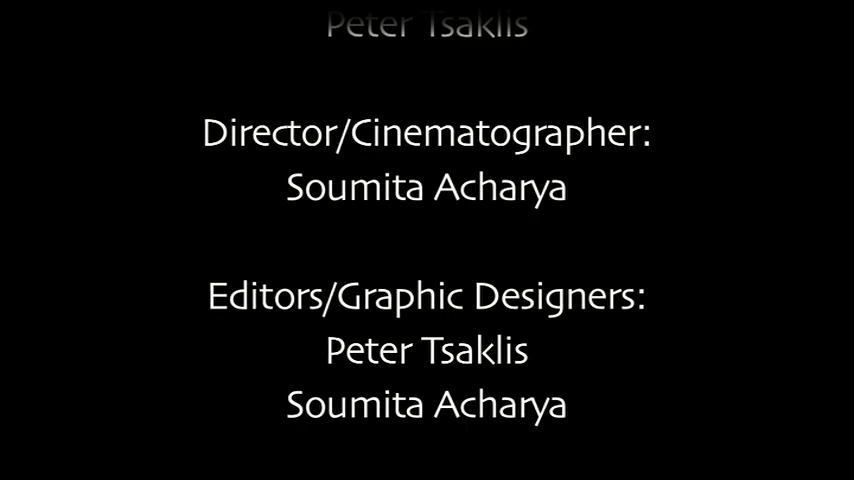 Peter Tsaklis
Director/Cinematographer:
Soumita Acharya
Editors/Graphic Designers:
Peter Tsaklis
Soumita Acharya